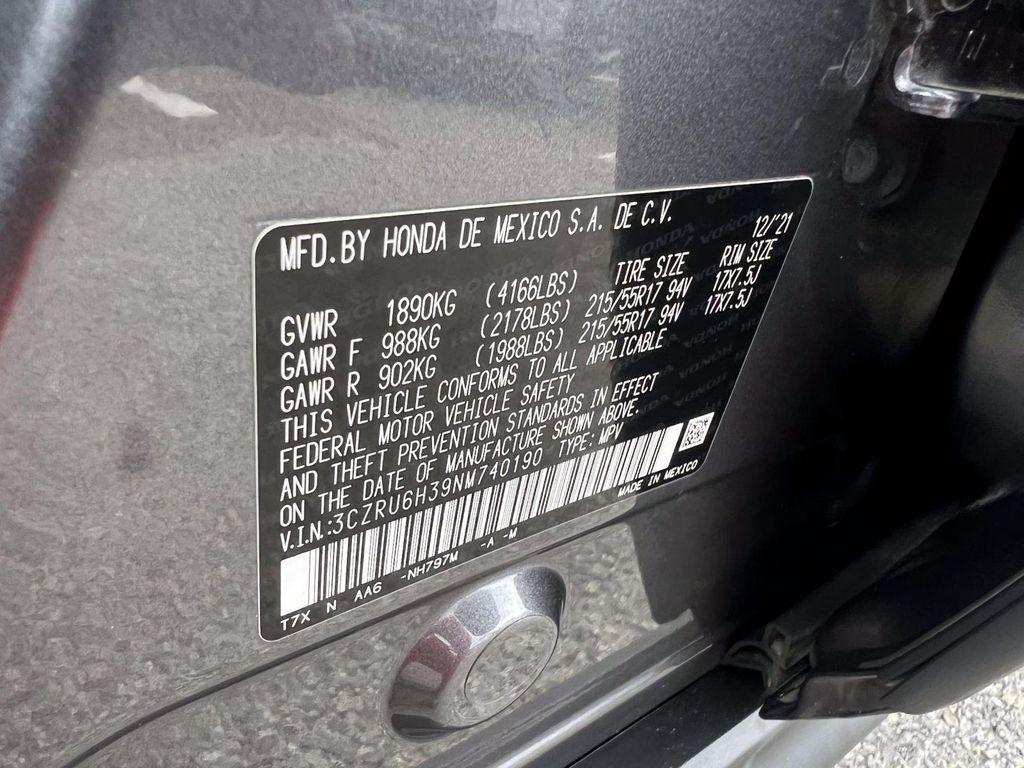 MFD.BY HONDA DE MEXICO S.A. DE C.V. 12/'21
TIRE SIZE RIM SIZE
GVWR 1890KG (4166LBS)
GAWR F 988KG (2178LBS) 215/55R17 94V 17X7.5J
GAWR R 902KG (1988LBS) 215/55R17 94V 17X7.5J
THIS VEHICLE CONFORMS TO ALL APPLICABLE
FEDERAL MOTOR VEHICLE SAFETY
AND THEFT PREVENTION STANDARDS IN EFFECT
ON THE DATE OF MANUFACTURE SHOWN ABOVE.
V.I.N:3CZRU6H39NM740190 TYPE: MPV
MADE IN MEXICO
T7X N AA6 -NH797M -A -M